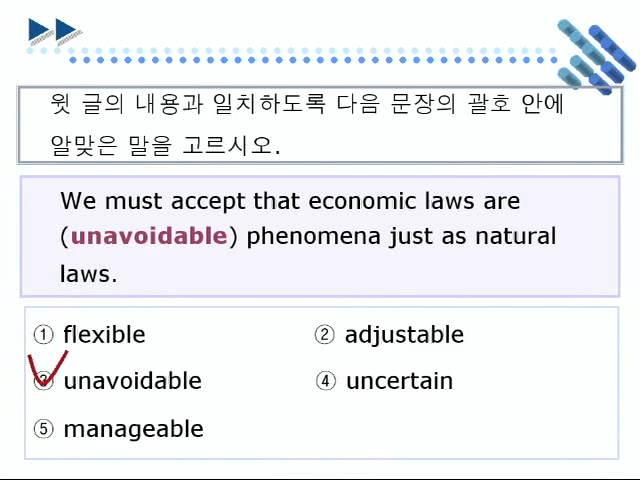 윗 글의 내용과 일치하도록 다음 문장의 괄호 안에
알맞은 말을 고르시오.
We must accept that economic laws are
(unavoidable) phenomena just as natural
laws.
① flexible ② adjustable
③ unavoidable ④ uncertain
⑤ manageable